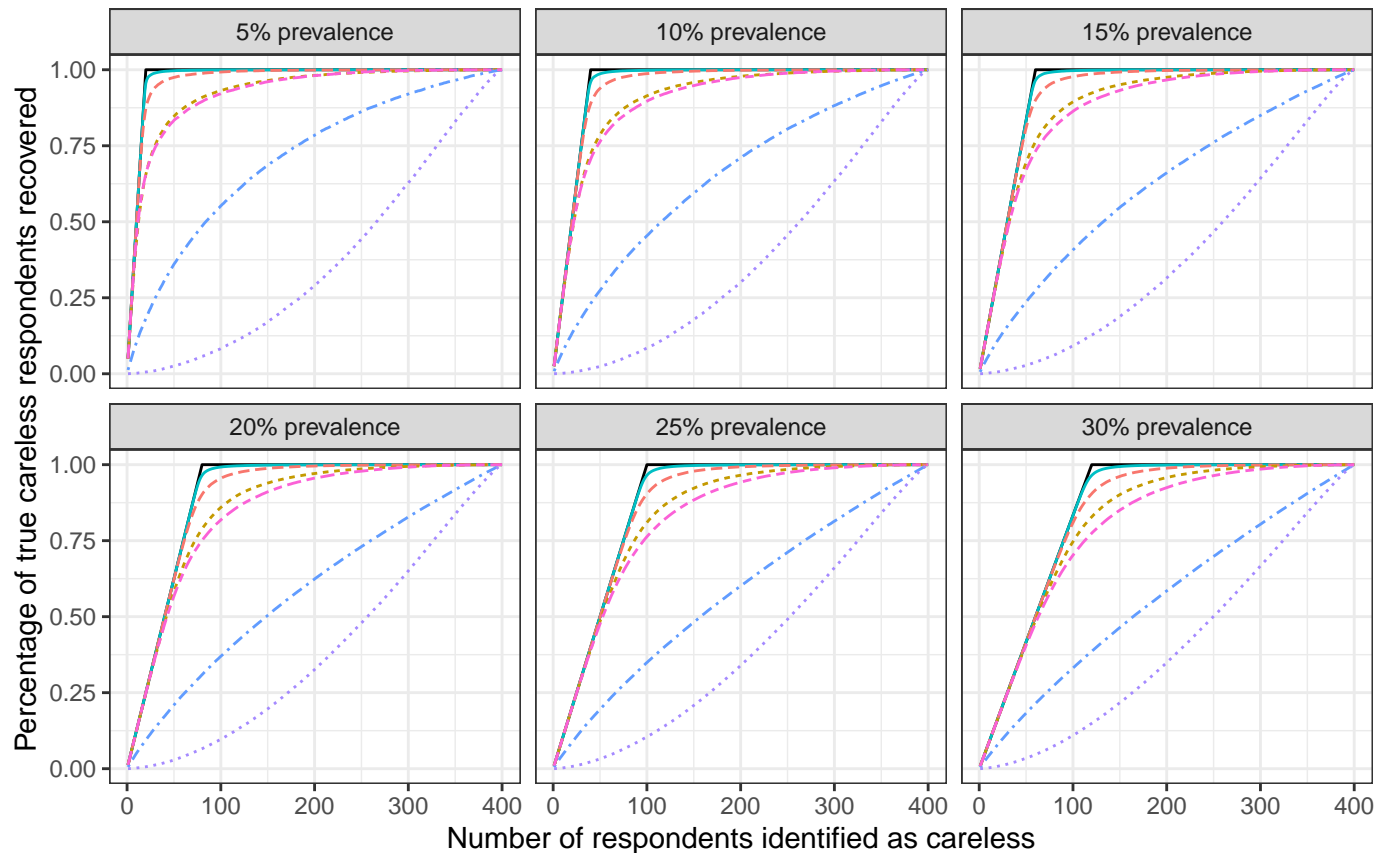 5% prevalence
10% prevalence
15% prevalence
1.00
0.75
0.50
0.25
0.00
20% prevalence
25% prevalence
30% prevalence
1.00
0.75
0.50
0.25
0.00
0 100 200 300 400
0 100 200 300 400
0 100 200 300 400
Number of respondents identified as careless
Percentage of true careless respondents recovered